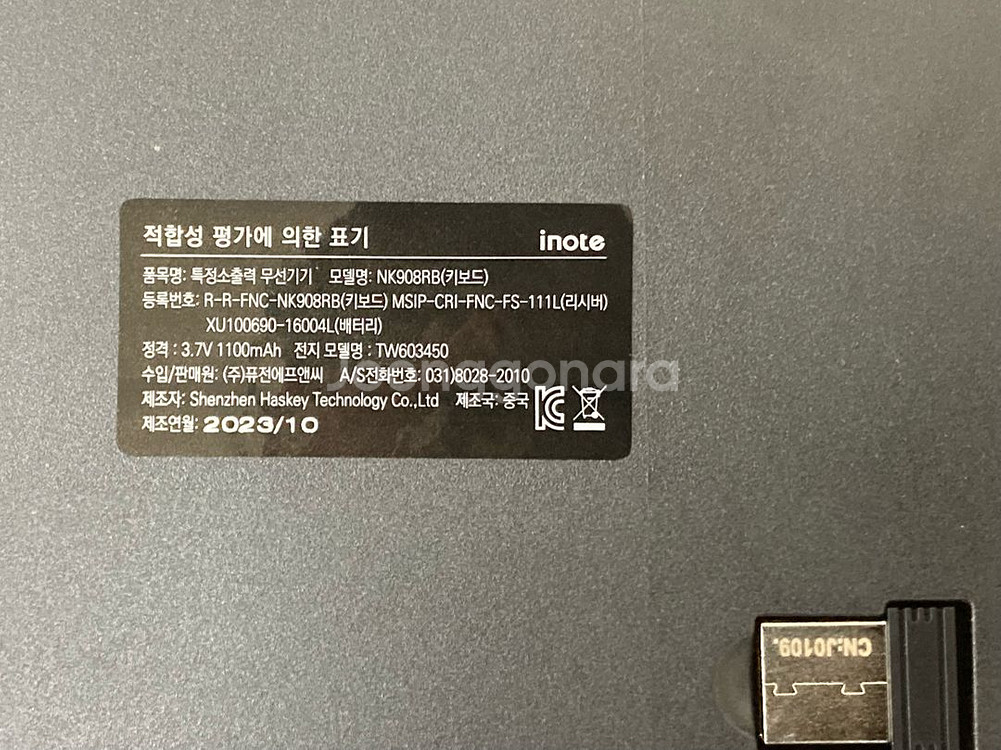 적합성 평가에 의한 표기 inote
품목명: 특정소출력 무선기기 모델명: NK908RB(키보드)
등록번호: R-R-FNC-NK908RB(키보드) MSIP-CRI-FNC-FS-111L(리시버)
XU100690-16004L(배터리)
정격 : 3.7V 1100mAh 전지 모델명 : TW603450
수입/판매원: (주)퓨전에프앤씨 A/S전화번호: 031)8028-2010
제조자: Shenzhen Haskey Technology Co.,Ltd 제조국: 중국
제조연월: 2023/10
Joonggonara
CN:J0109.